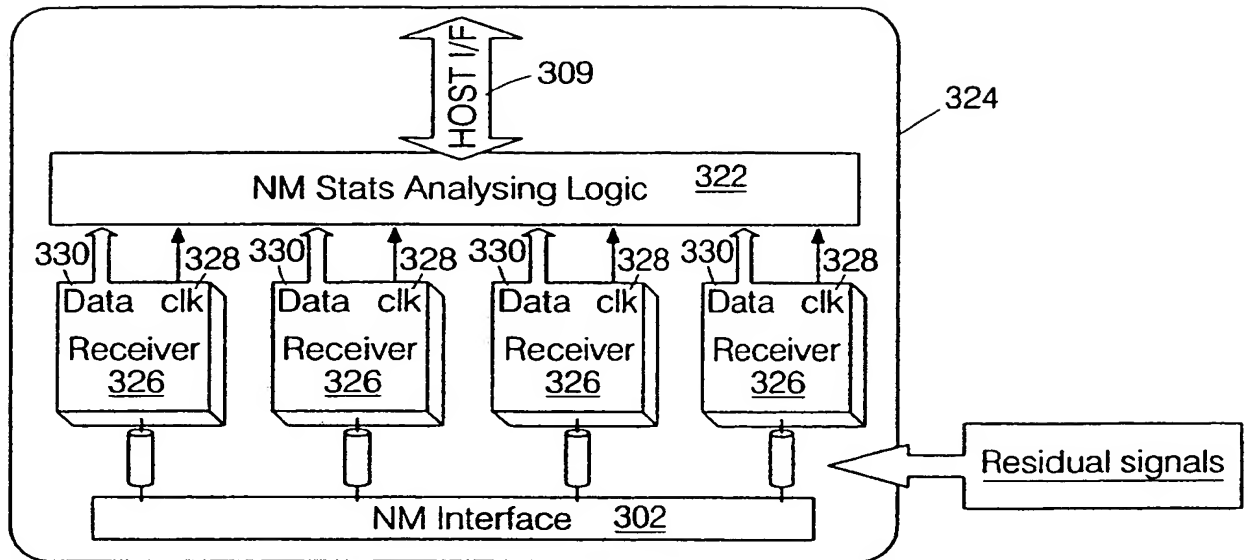 HOST I/F
309
324
NM Stats Analysing Logic 322
330 328 330 328 330 328 330 328
Data clk Data clk Data clk Data clk
Receiver Receiver Receiver Receiver
326 326 326 326
Residual signals
NM Interface 302